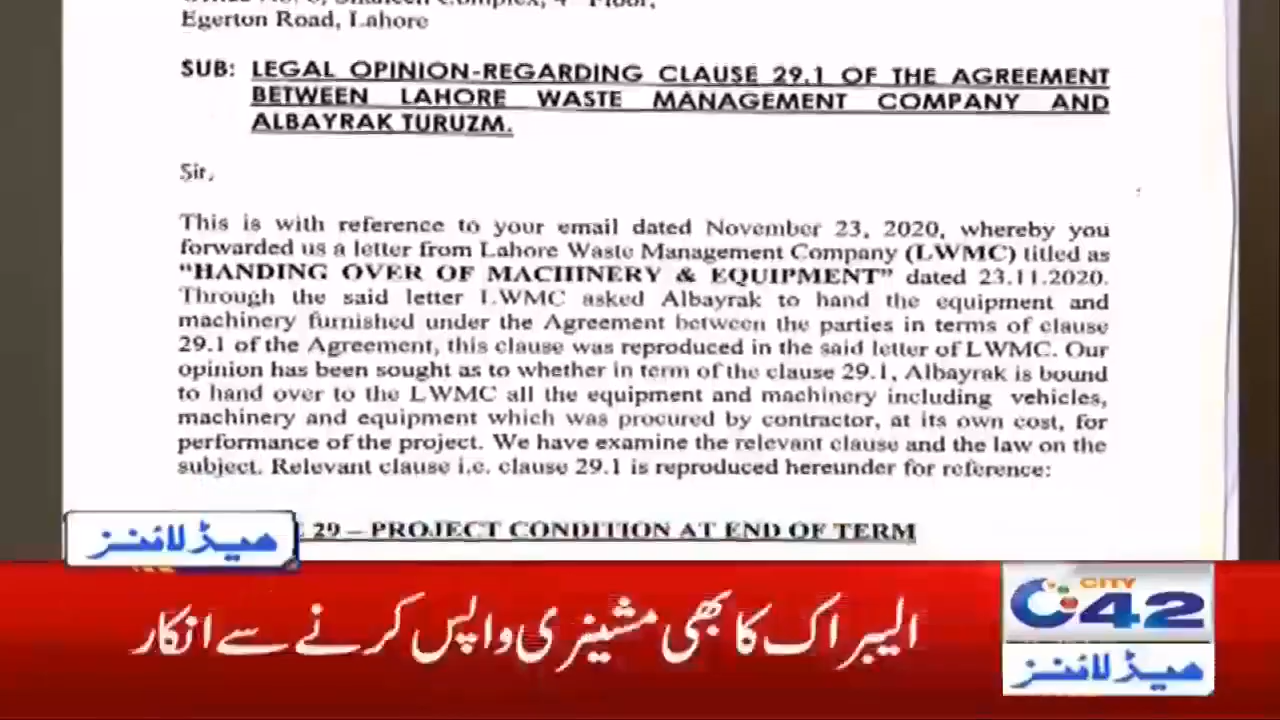 Egerton Road, Lahore
SUB: LEGAL OPINION-REGARDING CLAUSE 29.1 OF THE AGREEMENT
BETWEEN LAHORE WASTE MANAGEMENT COMPANY AND
ALBAYRAK TURUZM.
Sir,
This is with reference to your email dated November 23, 2020, whereby you
forwarded us a letter from Lahore Waste Management Company (LWMC) titled as
“HANDING OVER OF MACHINERY & EQUIPMENT” dated 23.11.2020.
Through the said letter LWMC asked Albayrak to hand the equipment and
machinery furnished under the Agreement between the parties in terms of clause
29.1 of the Agreement, this clause was reproduced in the said letter of LWMC. Our
opinion has been sought as to whether in term of the clause 29.1, Albayrak is bound
to hand over to the LWMC all the equipment and machinery including vehicles,
machinery and equipment which was procured by contractor, at its own cost, for
performance of the project. We have examine the relevant clause and the law on the
subject. Relevant clause i.e. clause 29.1 is reproduced hereunder for reference:
29 – PROJECT CONDITION AT END OF TERM
ہیڈلائنز
البیراک کا بھی مشینری واپس کرنے سے انکار
CITY
42
ہیڈلائنز